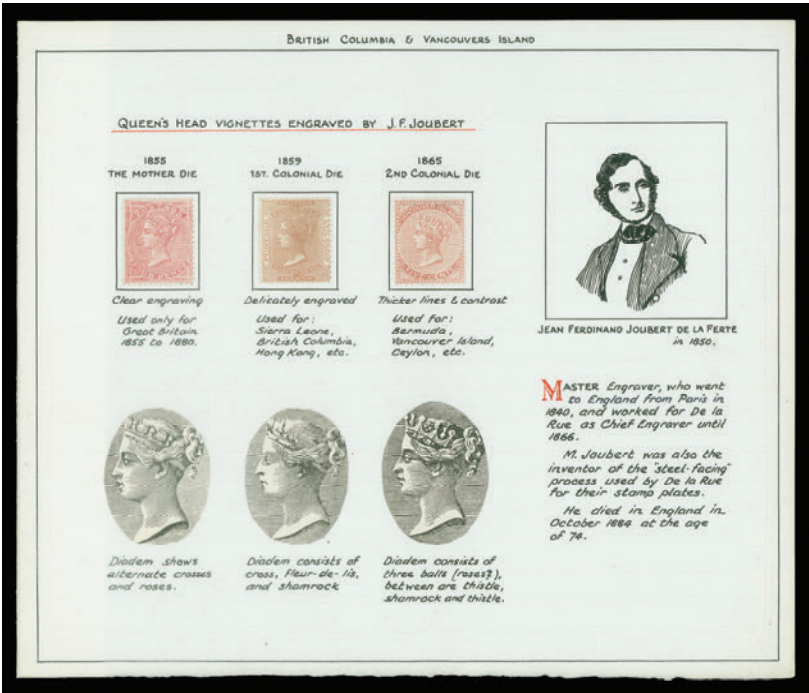 BRITISH COLUMBIA & VANCOUVERS ISLAND
QUEEN'S HEAD VIGNETTES ENGRAVED BY J.F. JOUBERT
1855
THE MOTHER DIE
1859
1ST. COLONIAL DIE
1865
2ND COLONIAL DIE
Clear engraving
Used only for
Great Britain
1855 to 1880.
Delicately engraved
Used for:
Sierra Leone,
British Columbia,
Hong Kong, etc.
Thicker lines & contrast
Used for:
Bermuda,
Vancouver Island,
Ceylon, etc.
JEAN FERDINAND JOUBERT DE LA FERTÉ
in 1850.
MASTER Engraver, who went
to England from Paris in
1840, and worked for De la
Rue as Chief Engraver until
1866.
M. Joubert was also the
inventor of the "steel-facing"
process used by De la Rue
for their stamp plates.
He died in England in
October 1884 at the age
of 74.
Diadem shows
alternate crosses
and roses.
Diadem consists of
cross, Fleur-de-lis,
and shamrock
Diadem consists of
three balls (roses?),
between are thistle,
shamrock and thistle.